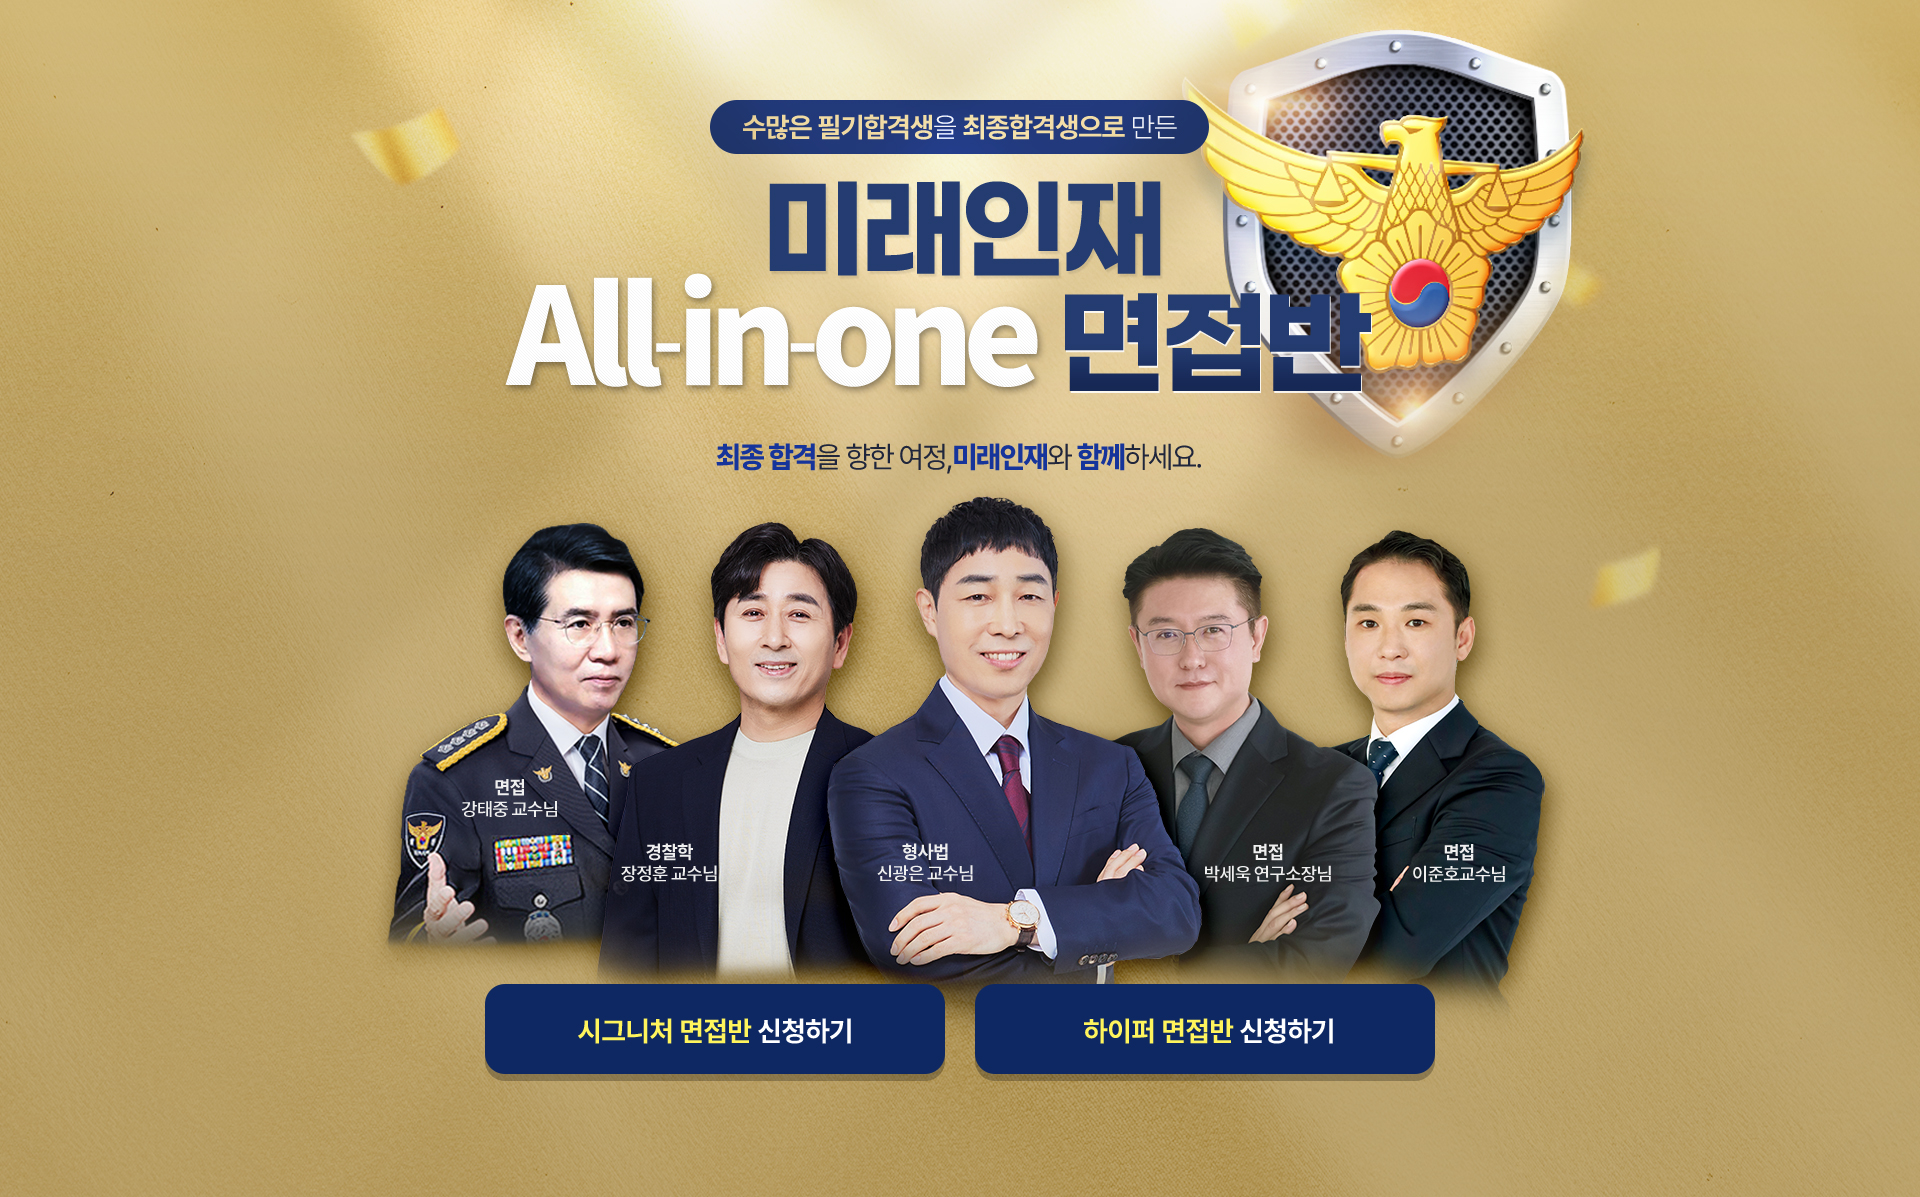 수많은 필기합격생을 최종합격생으로 만든
미래인재
All-in-one 면접반
최종 합격을 향한 여정,미래인재와 함께하세요.
면접
강태중 교수님
경찰학
장정훈 교수님
형사법
신광은 교수님
면접
박세욱 연구소장님
면접
이준호교수님
시그니처 면접반 신청하기
하이퍼 면접반 신청하기